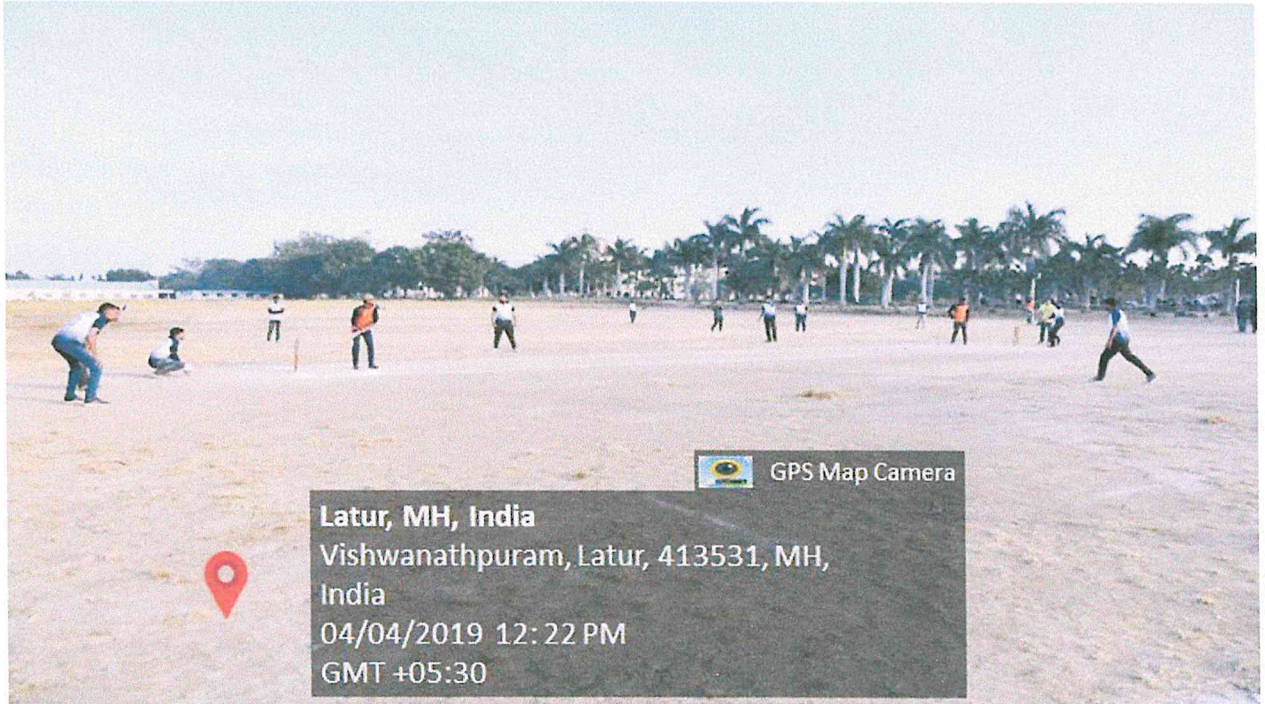 GPS Map Camera
Latur, MH, India
Vishwanathpuram, Latur, 413531, MH,
India
04/04/2019 12:22 PM
GMT +05:30